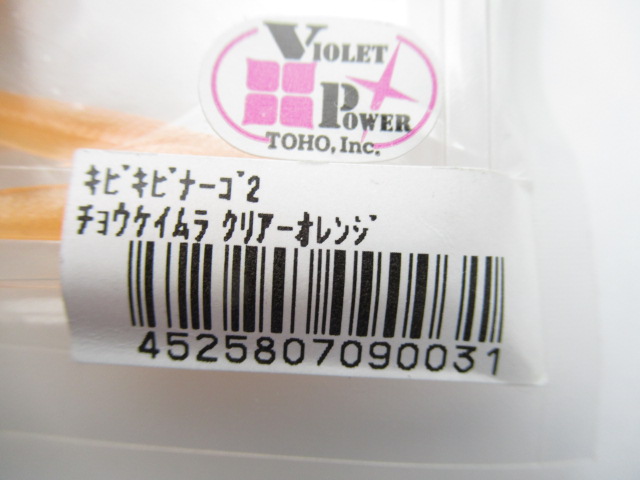 VIOLET
POWER
TOHO, Inc.
キビキビナーゴ2
チョウケイムラ クリアーオレンジ
4525807090031